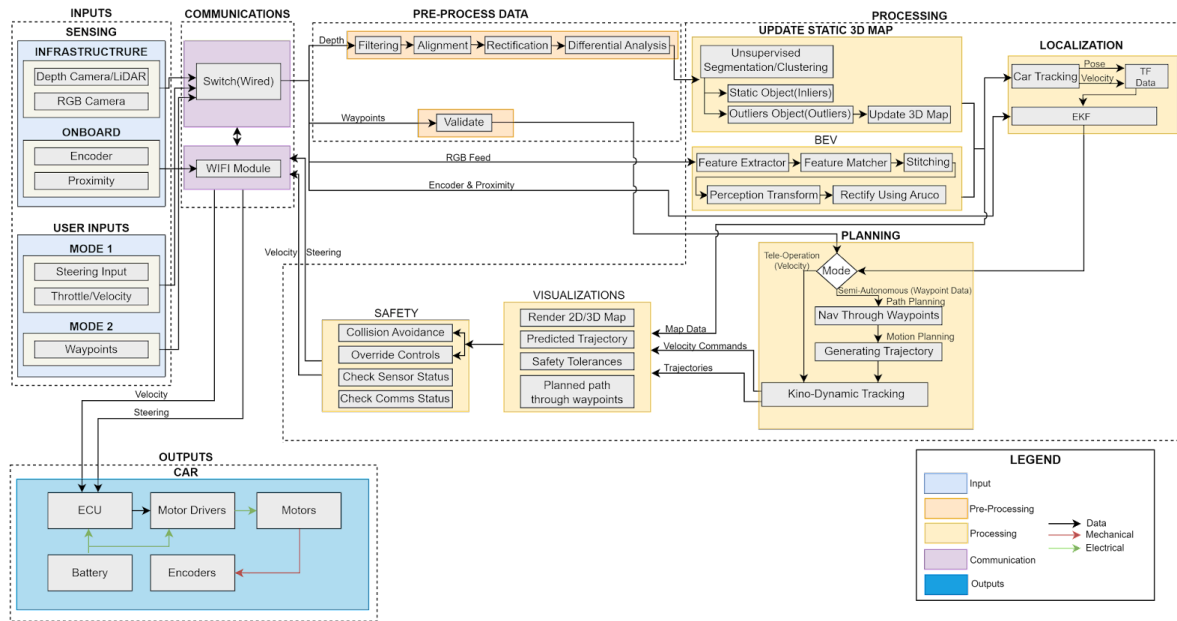 INPUTS
SENSING
INFRASTRUCTRURE
Depth Camera/LiDAR
RGB Camera
ONBOARD
Encoder
Proximity
USER INPUTS
MODE 1
Steering Input
Throttle/Velocity
MODE 2
Waypoints
COMMUNICATIONS
Switch(Wired)
WIFI Module
PRE-PROCESS DATA
Depth
Filtering
Alignment
Rectification
Differential Analysis
Waypoints
Validate
RGB Feed
Encoder & Proximity
PROCESSING
UPDATE STATIC 3D MAP
Unsupervised
Segmentation/Clustering
Static Object(Inliers)
Outliers Object(Outliers)
Update 3D Map
BEV
Feature Extractor
Feature Matcher
Stitching
Perception Transform
Rectify Using Aruco
LOCALIZATION
Car Tracking
Pose
Velocity
TF
Data
EKF
PLANNING
Tele-Operation
(Velocity)
Mode
Semi-Autonomous (Waypoint Data)
Path Planning
Nav Through Waypoints
Motion Planning
Generating Trajectory
Kino-Dynamic Tracking
Map Data
Velocity Commands
Trajectories
VISUALIZATIONS
Render 2D/3D Map
Predicted Trajectory
Safety Tolerances
Planned path
through waypoints
SAFETY
Collision Avoidance
Override Controls
Check Sensor Status
Check Comms Status
Velocity
Steering
Velocity
Steering
OUTPUTS
CAR
ECU
Motor Drivers
Motors
Battery
Encoders
LEGEND
Input
Pre-Processing
Processing
Communication
Outputs
Data
Mechanical
Electrical